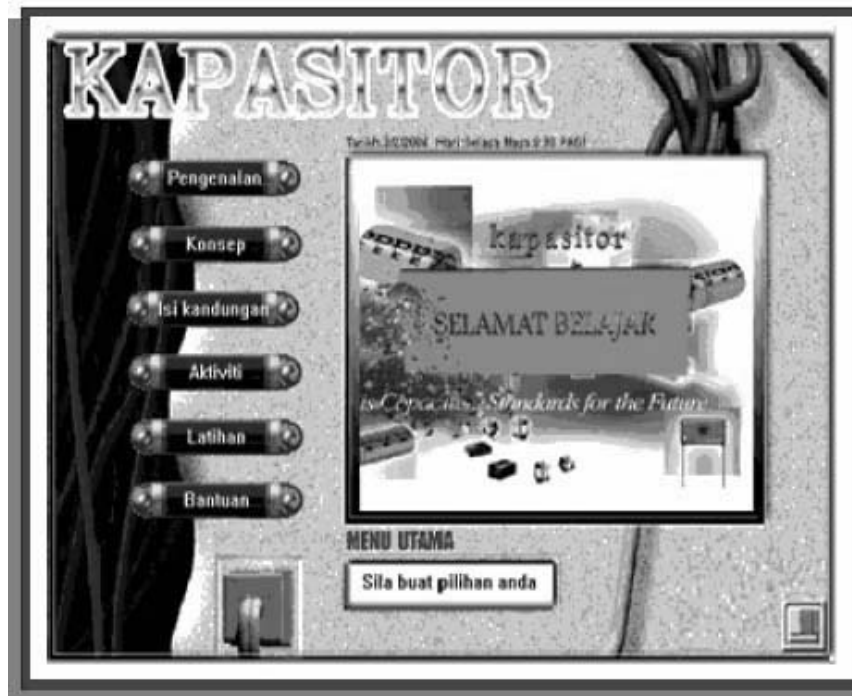 KAPASITOR
Pengenalan
Konsep
Isi kandungan
Aktiviti
Latihan
Bantuan
kapasitor
SELAMAT BELAJAR
Standards for the Future
MENU UTAMA
Sila buat pilihan anda